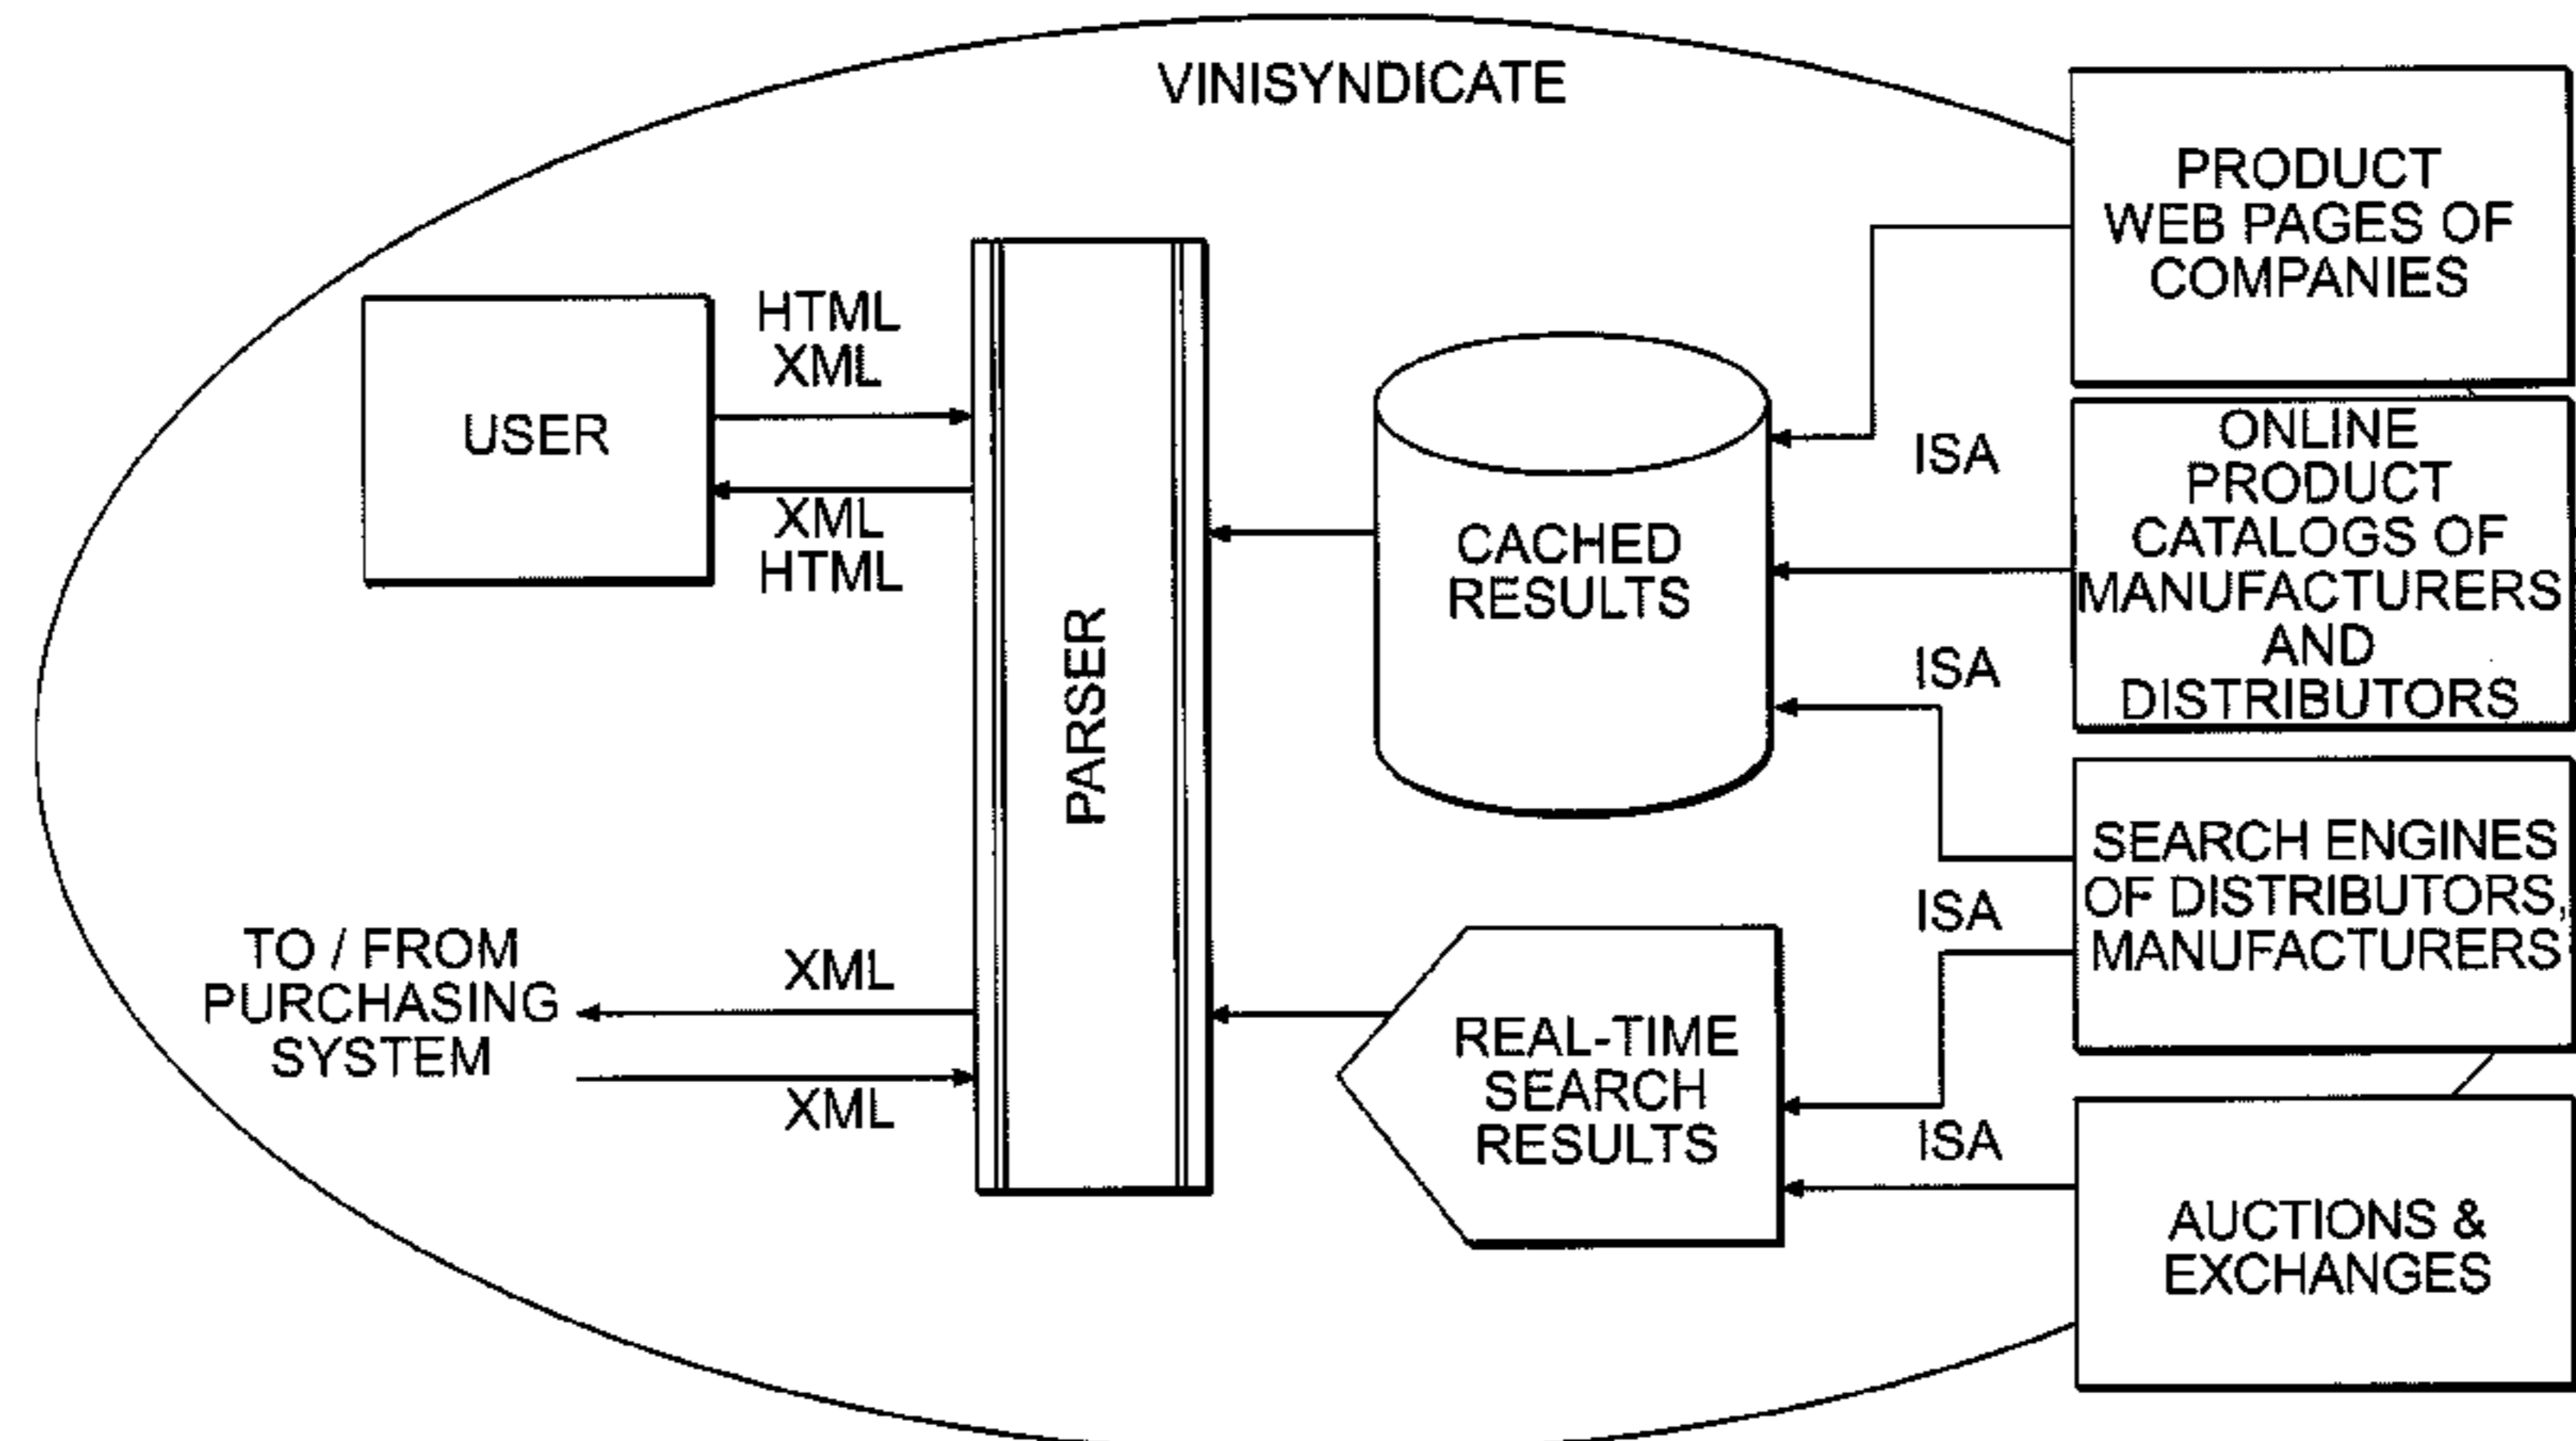 VINISYNDICATE
PRODUCT
WEB PAGES OF
COMPANIES
HTML
XML
USER
XML
HTML
PARSER
CACHED
RESULTS
ISA
ISA
ONLINE
PRODUCT
CATALOGS OF
MANUFACTURERS
AND
DISTRIBUTORS
SEARCH ENGINES
OF DISTRIBUTORS,
MANUFACTURERS
ISA
ISA
TO / FROM
PURCHASING
SYSTEM
XML
XML
REAL-TIME
SEARCH
RESULTS
AUCTIONS &
EXCHANGES